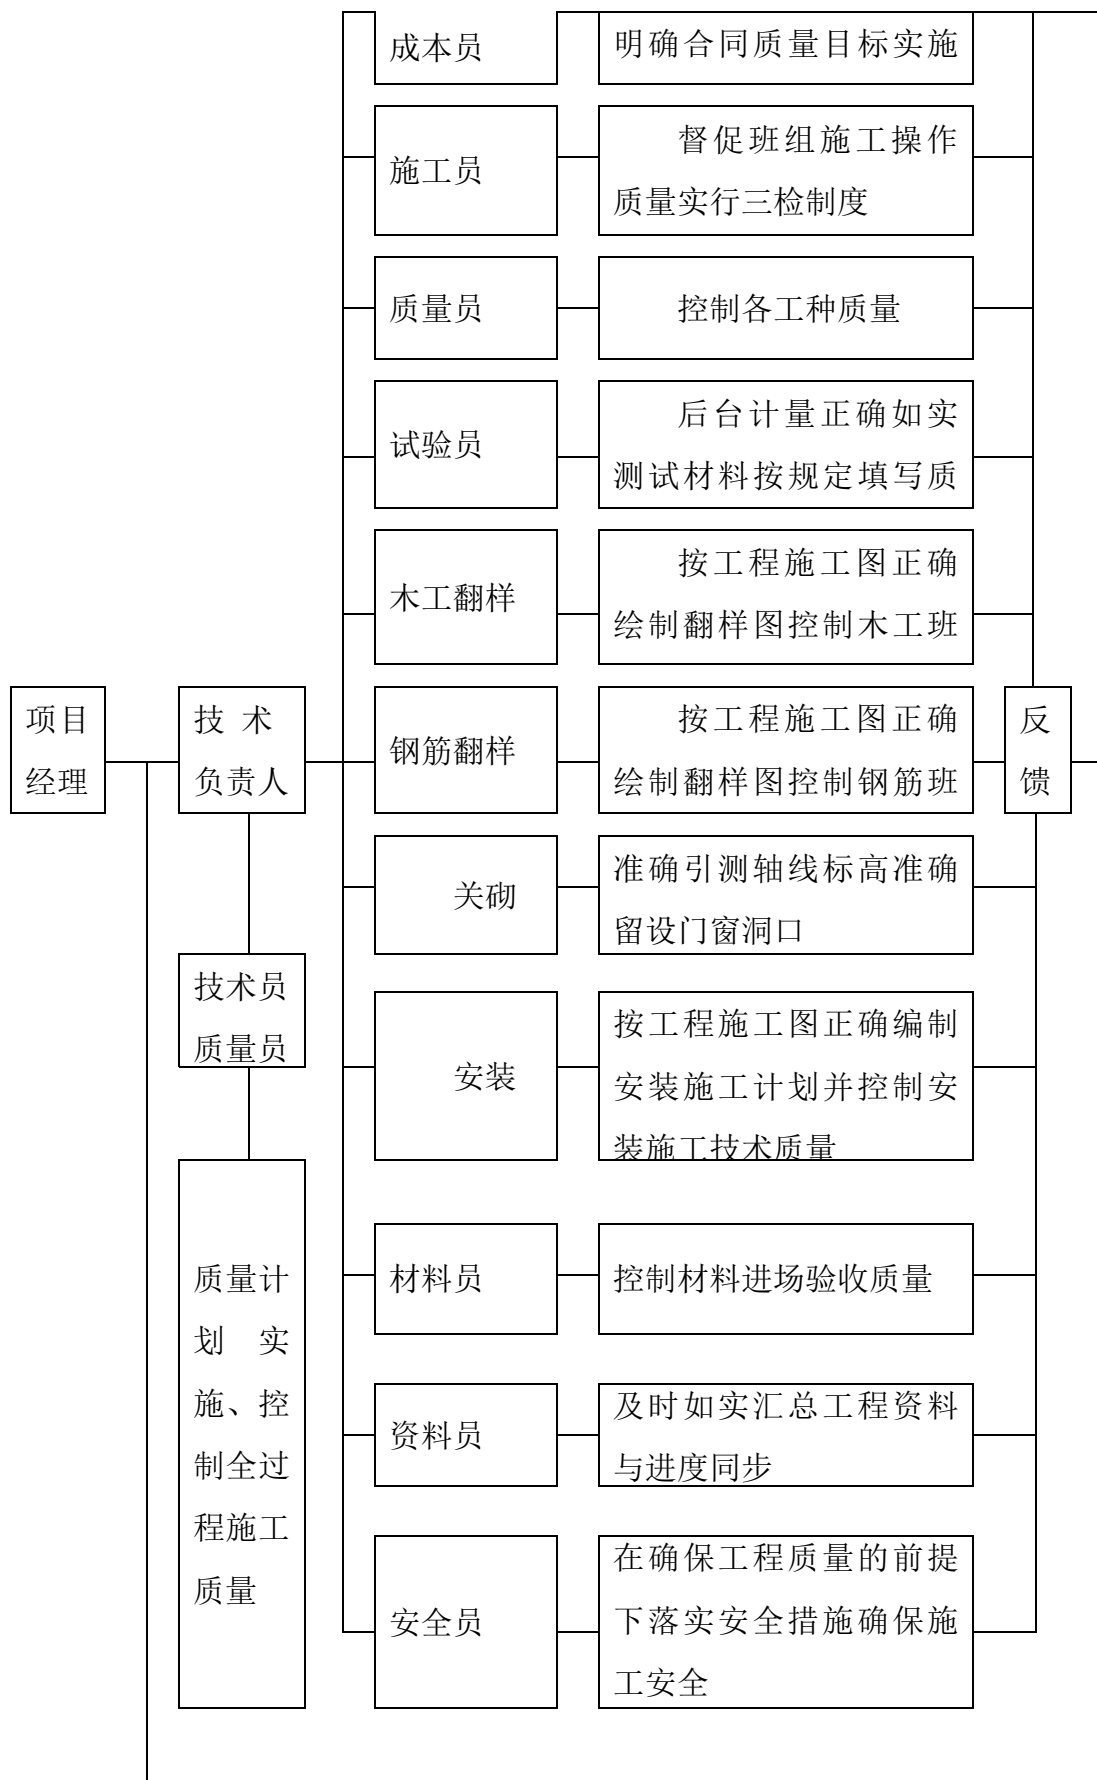 成本员
明确合同质量目标实施
施工员
督促班组施工操作
质量实行三检制度
质量员
控制各工种质量
试验员
后台计量正确如实
测试材料按规定填写质
木工翻样
按工程施工图正确
绘制翻样图控制木工班
项目
经理
技 术
负责人
钢筋翻样
按工程施工图正确
绘制翻样图控制钢筋班
反
馈
关砌
准确引测轴线标高准确
留设门窗洞口
技术员
质量员
安装
按工程施工图正确编制
安装施工计划并控制安
装施工技术质量
质量计
划 实
施、控
制全过
程施工
质量
材料员
控制材料进场验收质量
资料员
及时如实汇总工程资料
与进度同步
安全员
在确保工程质量的前提
下落实安全措施确保施
工安全